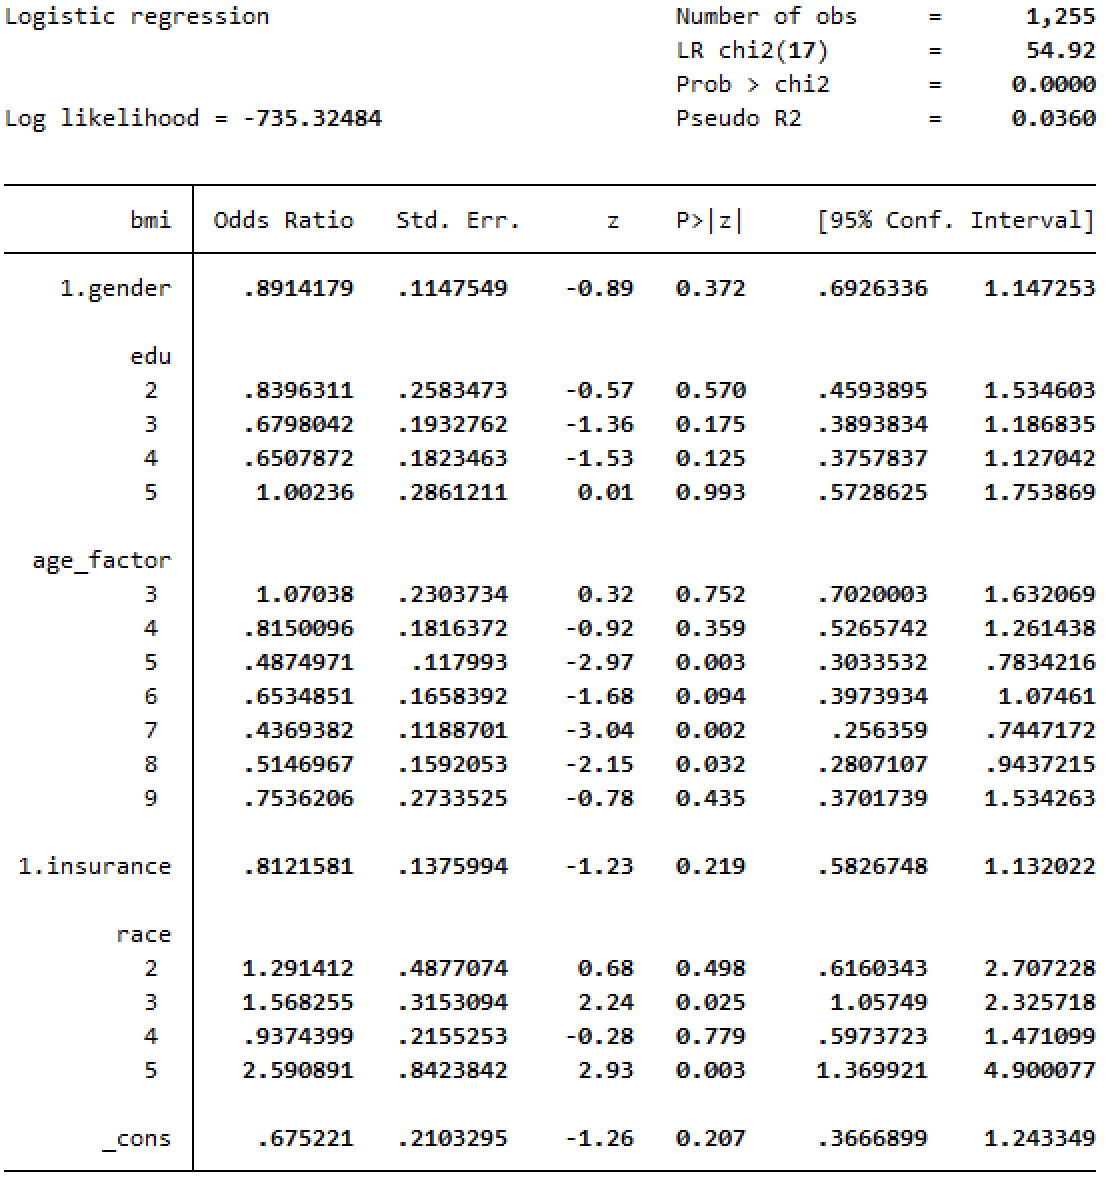 Logistic regression Number of obs = 1,255
LR chi2(17) = 54.92
Prob > chi2 = 0.0000
Log likelihood = -735.32484 Pseudo R2 = 0.0360
bmi Odds Ratio Std. Err. z P>|z| [95% Conf. Interval]
1.gender .8914179 .1147549 -0.89 0.372 .6926336 1.147253
edu
2 .8396311 .2583473 -0.57 0.570 .4593895 1.534603
3 .6798042 .1932762 -1.36 0.175 .3893834 1.186835
4 .6507872 .1823463 -1.53 0.125 .3757837 1.127042
5 1.00236 .2861211 0.01 0.993 .5728625 1.753869
age_factor
3 1.07038 .2303734 0.32 0.752 .7020003 1.632069
4 .8150096 .1816372 -0.92 0.359 .5265742 1.261438
5 .4874971 .117993 -2.97 0.003 .3033532 .7834216
6 .6534851 .1658392 -1.68 0.094 .3973934 1.07461
7 .4369382 .1188701 -3.04 0.002 .256359 .7447172
8 .5146967 .1592053 -2.15 0.032 .2807107 .9437215
9 .7536206 .2733525 -0.78 0.435 .3701739 1.534263
1.insurance .8121581 .1375994 -1.23 0.219 .5826748 1.132022
race
2 1.291412 .4877074 0.68 0.498 .6160343 2.707228
3 1.568255 .3153094 2.24 0.025 1.05749 2.325718
4 .9374399 .2155253 -0.28 0.779 .5973723 1.471099
5 2.590891 .8423842 2.93 0.003 1.369921 4.900077
_cons .675221 .2103295 -1.26 0.207 .3666899 1.243349